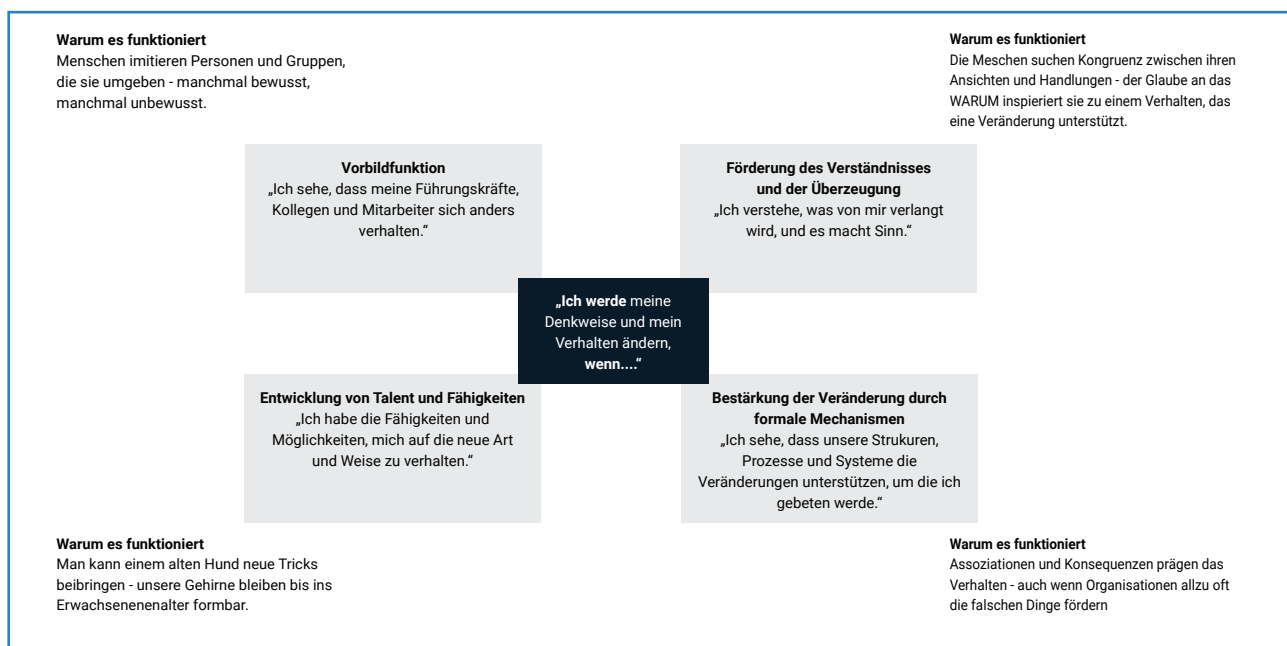 Warum es funktioniert
Menschen imitieren Personen und Gruppen,
die sie umgeben - manchmal bewusst,
manchmal unbewusst.
Warum es funktioniert
Die Meschen suchen Kongruenz zwischen ihren
Ansichten und Handlungen - der Glaube an das
WARUM inspiriert sie zu einem Verhalten, das
eine Veränderung unterstützt.
Vorbildfunktion
„Ich sehe, dass meine Führungskräfte,
Kollegen und Mitarbeiter sich anders
verhalten.“
Förderung des Verständnisses
und der Überzeugung
„Ich verstehe, was von mir verlangt
wird, und es macht Sinn.“
„Ich werde meine
Denkweise und mein
Verhalten ändern,
wenn....“
Entwicklung von Talent und Fähigkeiten
„Ich habe die Fähigkeiten und
Möglichkeiten, mich auf die neue Art
und Weise zu verhalten.“
Bestärkung der Veränderung durch
formale Mechanismen
„Ich sehe, dass unsere Strukuren,
Prozesse und Systeme die
Veränderungen unterstützen, um die ich
gebeten werde.“
Warum es funktioniert
Man kann einem alten Hund neue Tricks
beibringen - unsere Gehirne bleiben bis ins
Erwachsenenenalter formbar.
Warum es funktioniert
Assoziationen und Konsequenzen prägen das
Verhalten - auch wenn Organisationen allzu oft
die falschen Dinge fördern